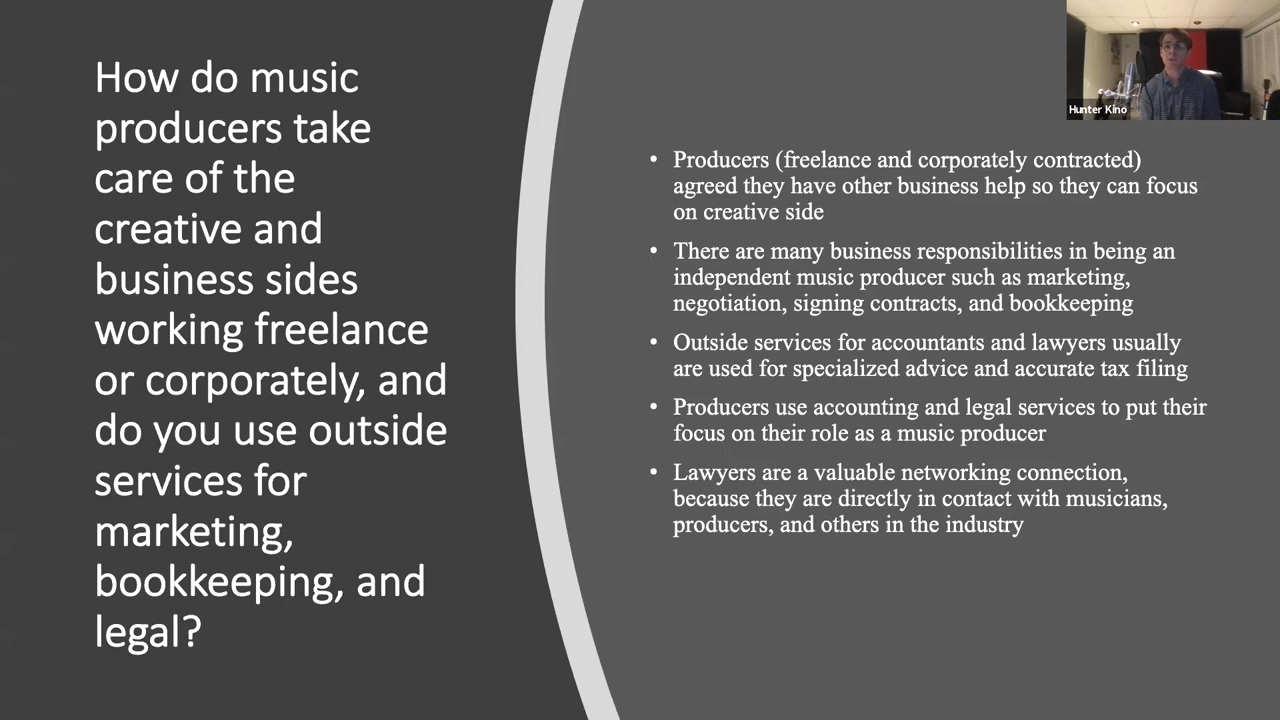 How do music
producers take
care of the
creative and
business sides
working freelance
or corporately, and
do you use outside
services for
marketing,
bookkeeping, and
legal?
Hunter Kino
• Producers (freelance and corporately contracted)
agreed they have other business help so they can focus
on creative side
• There are many business responsibilities in being an
independent music producer such as marketing,
negotiation, signing contracts, and bookkeeping
• Outside services for accountants and lawyers usually
are used for specialized advice and accurate tax filing
• Producers use accounting and legal services to put their
focus on their role as a music producer
• Lawyers are a valuable networking connection,
because they are directly in contact with musicians,
producers, and others in the industry